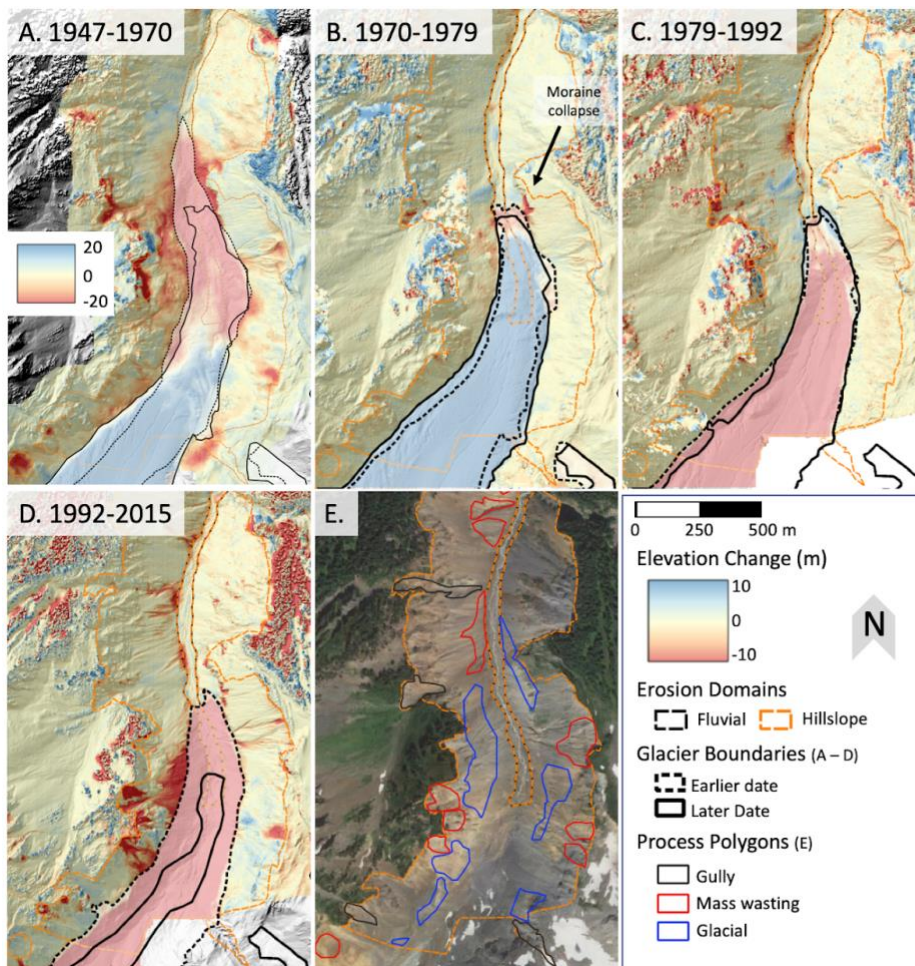 A. 1947-1970
B. 1970-1979
C. 1979-1992
Moraine
collapse
20
0
-20
D. 1992-2015
E.
0 250 500 m
Elevation Change (m)
10
0
-10
N
Erosion Domains
Fluvial Hillslope
Glacier Boundaries (A – D)
Earlier date
Later Date
Process Polygons (E)
Gully
Mass wasting
Glacial